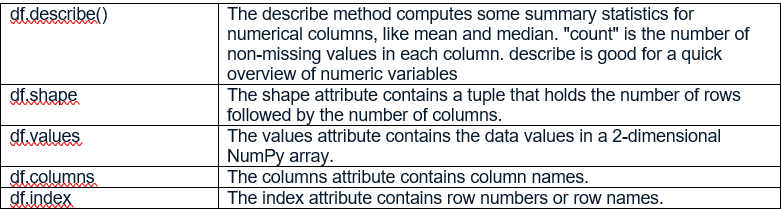 df.describe()
The describe method computes some summary statistics for
numerical columns, like mean and median. "count" is the number of
non-missing values in each column. describe is good for a quick
overview of numeric variables
df.shape
The shape attribute contains a tuple that holds the number of rows
followed by the number of columns.
df.values
The values attribute contains the data values in a 2-dimensional
NumPy array.
df.columns
The columns attribute contains column names.
df.index
The index attribute contains row numbers or row names.